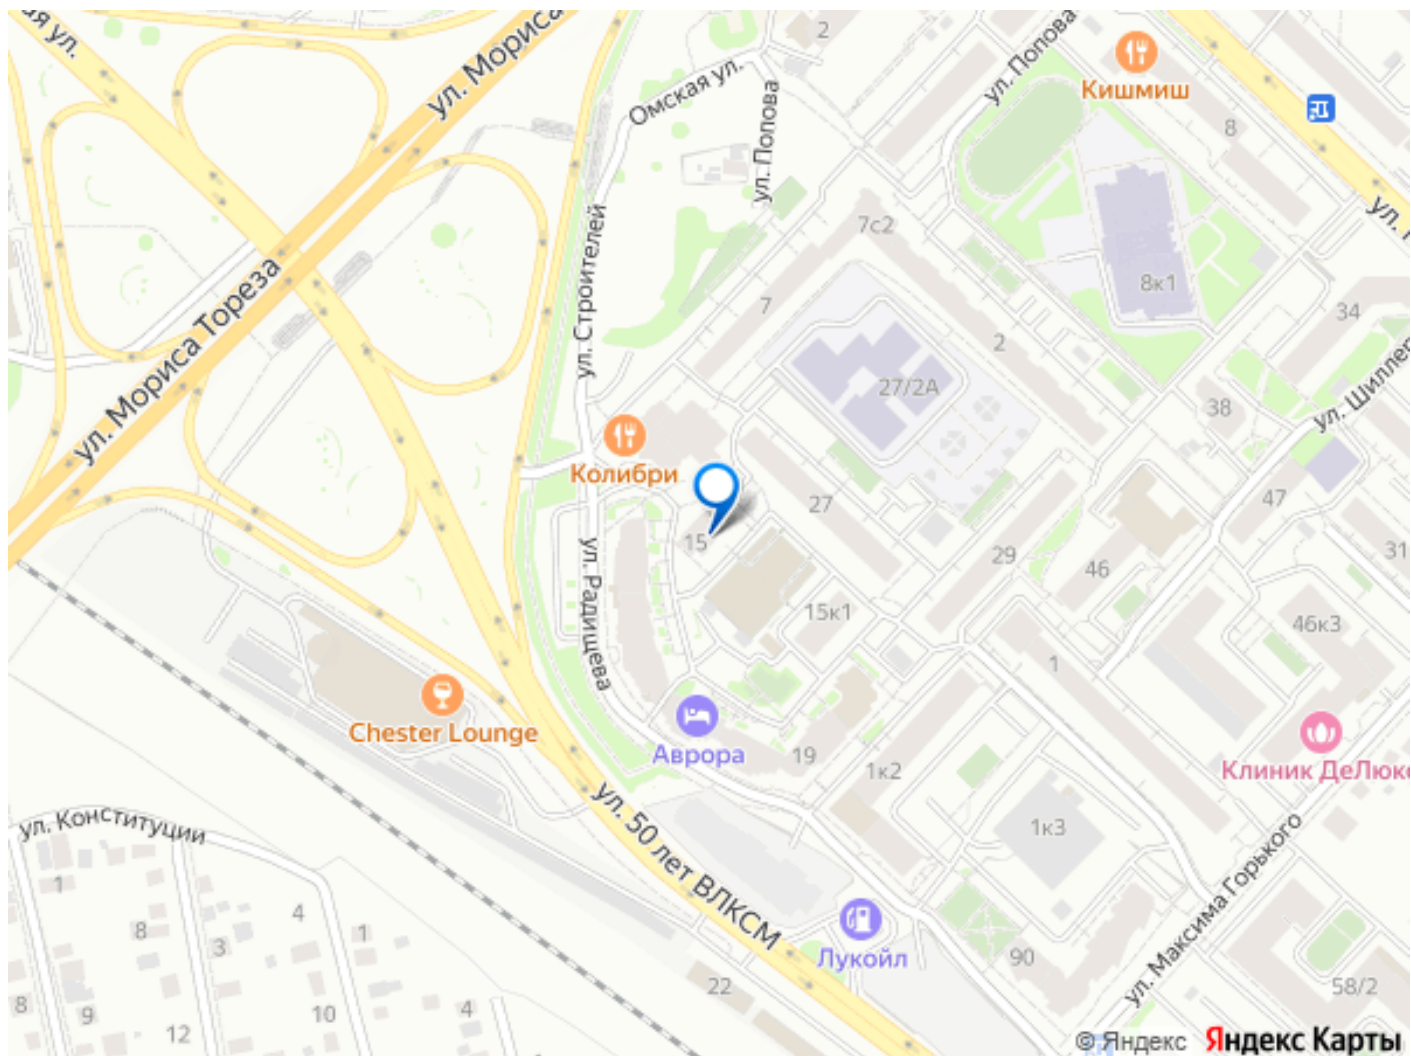 ая ул.
ул. Мориса
2
ул. Попова
Кишмиш
8
Омская ул.
ул. Попова
ул. Строителей
7с2
8к1
ул. Мориса Тореза
7
2
34
27/2А
38
ул. Шиллер
Колибри
27
47
15
29
46
31
ул. Радищева
15к1
46к3
1
Chester Lounge
Аврора
19
1к2
Клиник ДеЛюкс
ул. 50 лет ВЛКСМ
1к3
ул. Конституции
1
4
8
3
1
ул. Максима Горького
Лукойл
90
22
58/2
8
9
12
10
4
© Яндекс Яндекс Карты